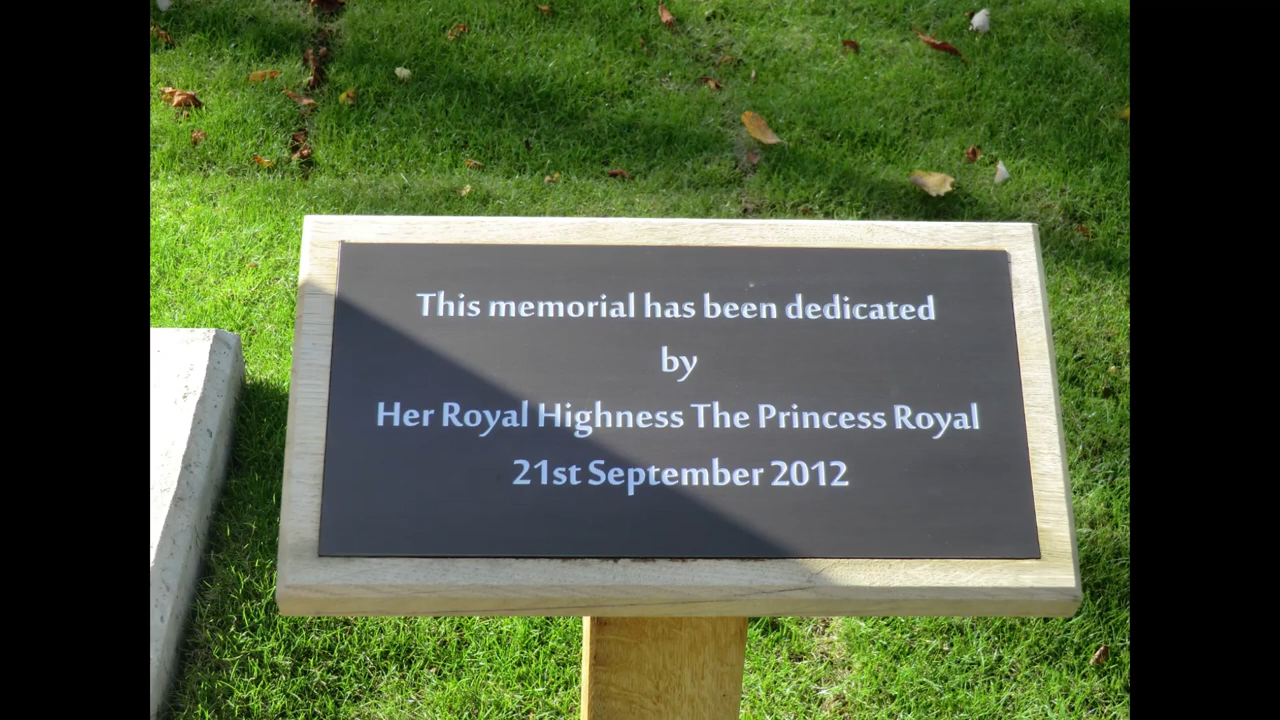 This memorial has been dedicated
by
Her Royal Highness The Princess Royal
21st September 2012